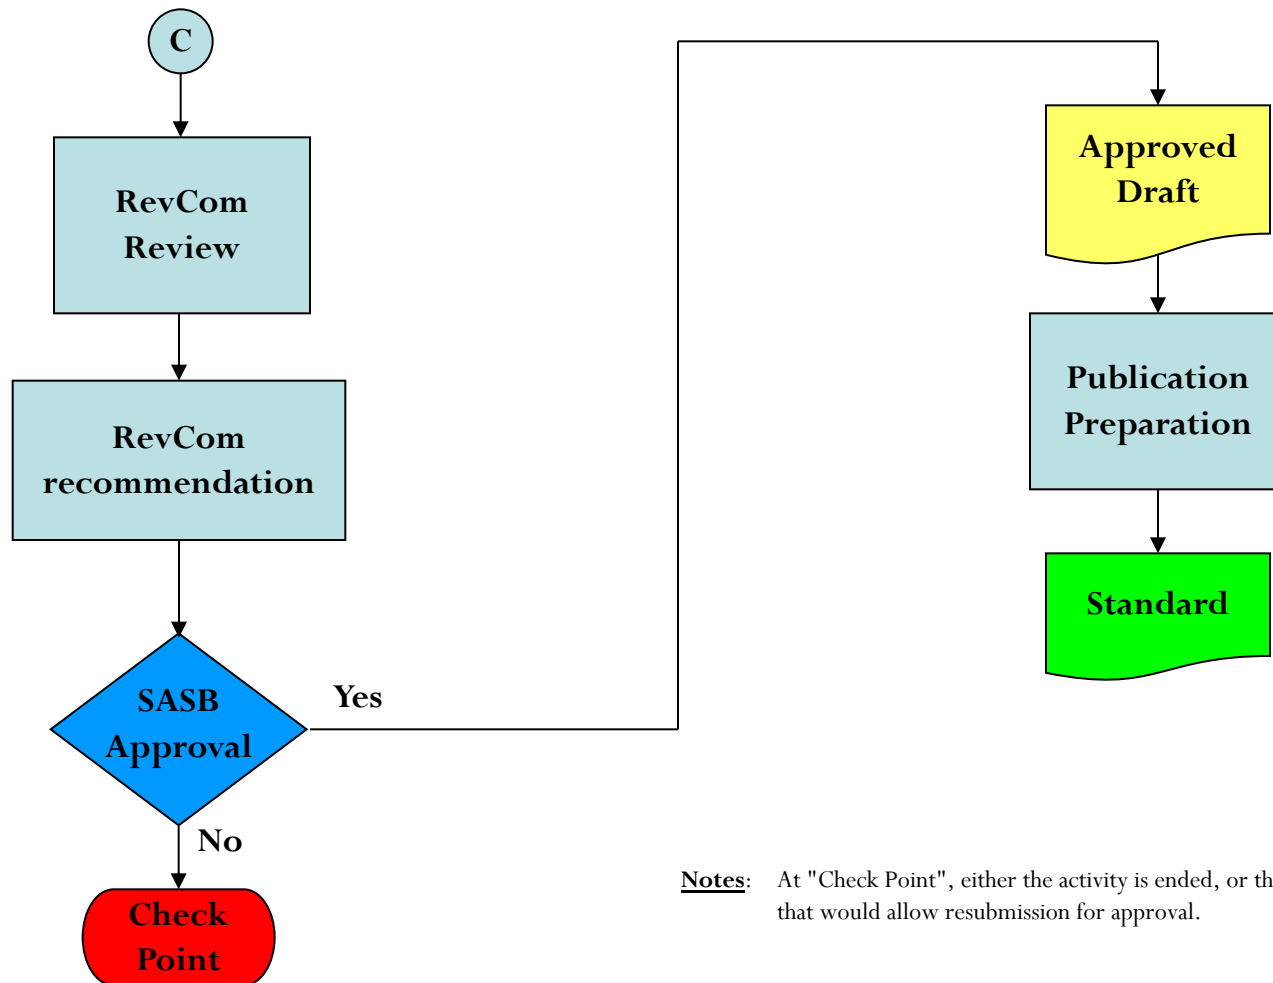 C
RevCom
Review
RevCom
recommendation
SASB
Approval
Yes
No
Check
Point
Approved
Draft
Publication
Preparation
Standard
Notes: At "Check Point", either the activity is ended, or th
that would allow resubmission for approval.